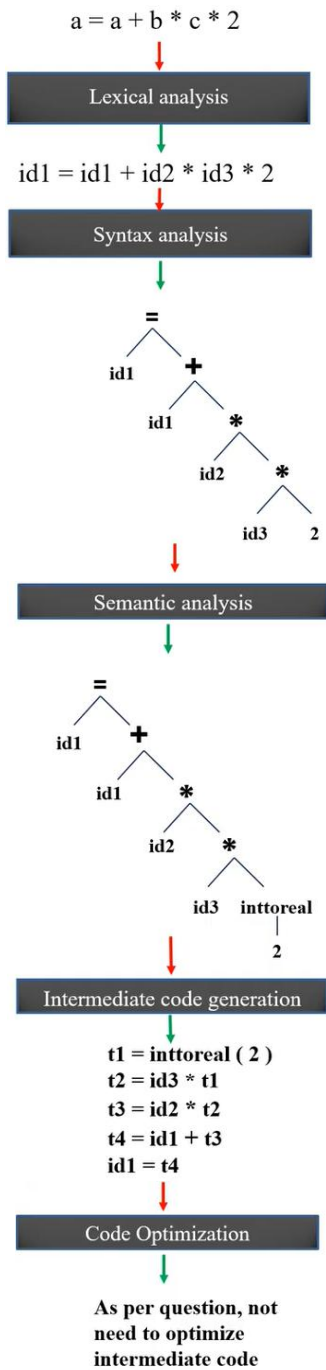 a = a + b * c * 2
Lexical analysis
id1 = id1 + id2 * id3 * 2
Syntax analysis
=
id1
+
id1
*
id2
*
id3 2
Semantic analysis
=
id1
+
id1
*
id2
*
id3 inttoreal
2
Intermediate code generation
t1 = inttoreal ( 2 )
t2 = id3 * t1
t3 = id2 * t2
t4 = id1 + t3
id1 = t4
Code Optimization
As per question, not
need to optimize
intermediate code